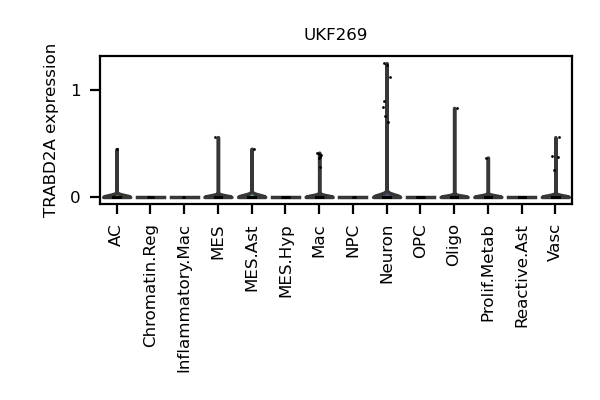 UKF269
TRABD2A expression
1
0
AC
Chromatin.Reg
Inflammatory.Mac
MES
MES.Ast
MES.Hyp
Mac
NPC
Neuron
OPC
Oligo
Prolif.Metab
Reactive.Ast
Vasc